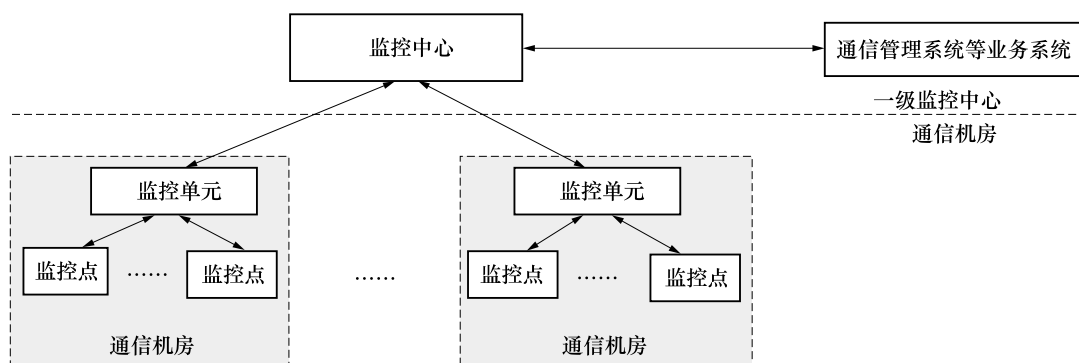 监控中心
通信管理系统等业务系统
一级监控中心
通信机房
监控单元
监控单元
监控点
……
监控点
……
监控点
……
监控点
通信机房
通信机房